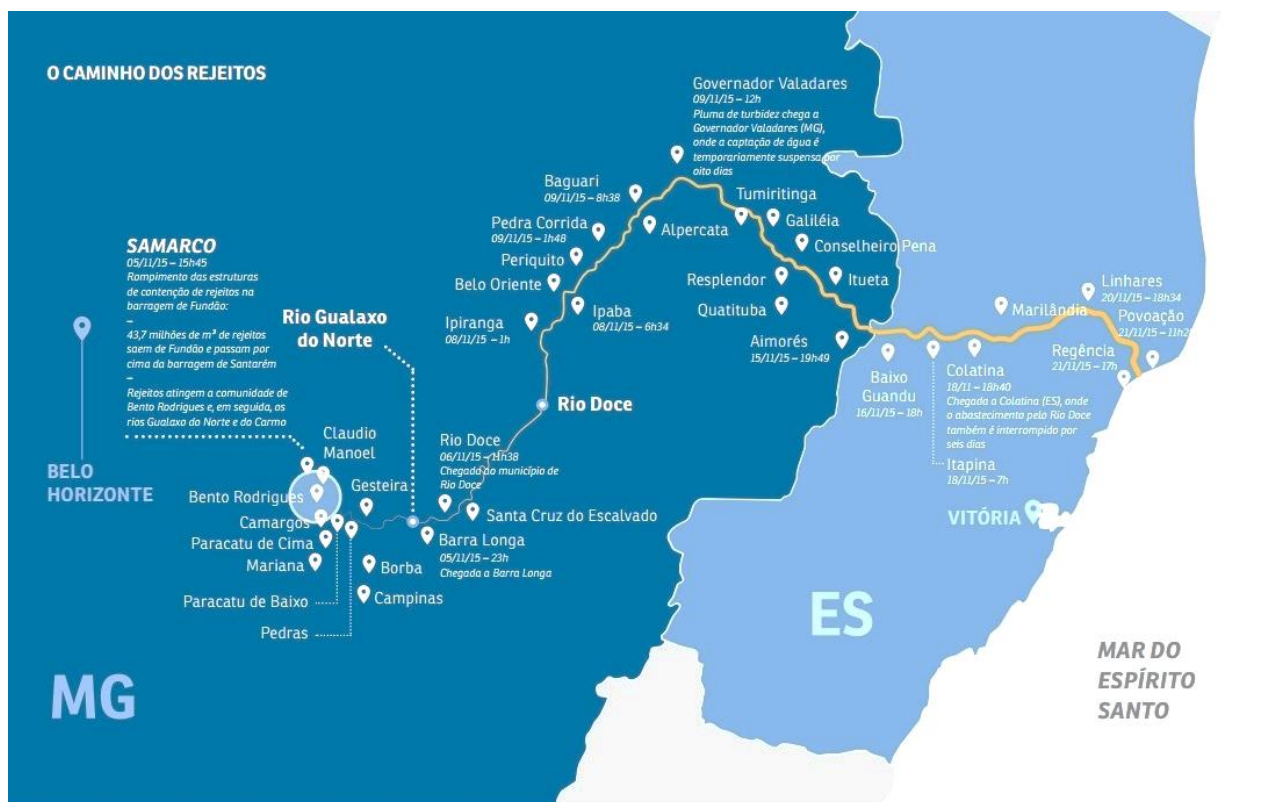 O CAMINHO DOS REJEITOS
SAMARCO
05/11/15 – 15h45
Rompimento das estruturas
de contenção de rejeitos na
barragem de Fundão:
–
43,7 milhões de m³ de rejeitos
saem de Fundão e passam por
cima da barragem de Santarém
–
Rejeitos atingem a comunidade de
Bento Rodrigues e, em seguida, os
rios Gualaxo do Norte e do Carmo
BELO
HORIZONTE
Rio Gualaxo
do Norte
Claudio
Manoel
Bento Rodrigues
Camargos
Paracatu de Cima
Mariana
Paracatu de Baixo
Pedras
Gesteira
Borba
Campinas
Barra Longa
05/11/15 – 23h
Chegada a Barra Longa
Rio Doce
06/11/15 – 11h38
Chegada ao município de
Rio Doce
Santa Cruz do Escalvado
Rio Doce
Ipiranga
08/11/15 – 1h
Ipaba
08/11/15 – 6h34
Belo Oriente
Periquito
Pedra Corrida
09/11/15 – 1h48
Baguari
09/11/15 – 8h38
Alpercata
Governador Valadares
09/11/15 – 12h
Pluma de turbidez chega a
Governador Valadares (MG),
onde a captação de água é
temporariamente suspensa por
oito dias
Tumiritinga
Galiléia
Conselheiro Pena
Resplendor
Itueta
Quatituba
Aimorés
15/11/15 – 19h49
Baixo
Guandu
16/11/15 – 18h
Colatina
18/11 – 18h40
Chegada a Colatina (ES), onde
o abastecimento pelo Rio Doce
também é interrompido por
seis dias
Itapina
18/11/15 – 7h
Marilândia
Linhares
20/11/15 – 18h34
Povoação
21/11/15 –
Regência
21/11/15 – 17h
VITÓRIA
MG
ES
MAR DO
ESPÍRITO
SANTO